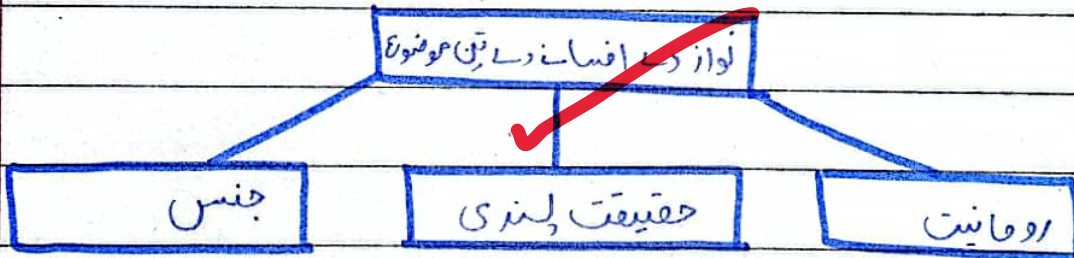 نواز دے افسانے دے تِن موضوع
رومانیت
حقیقت پسندی
جنس